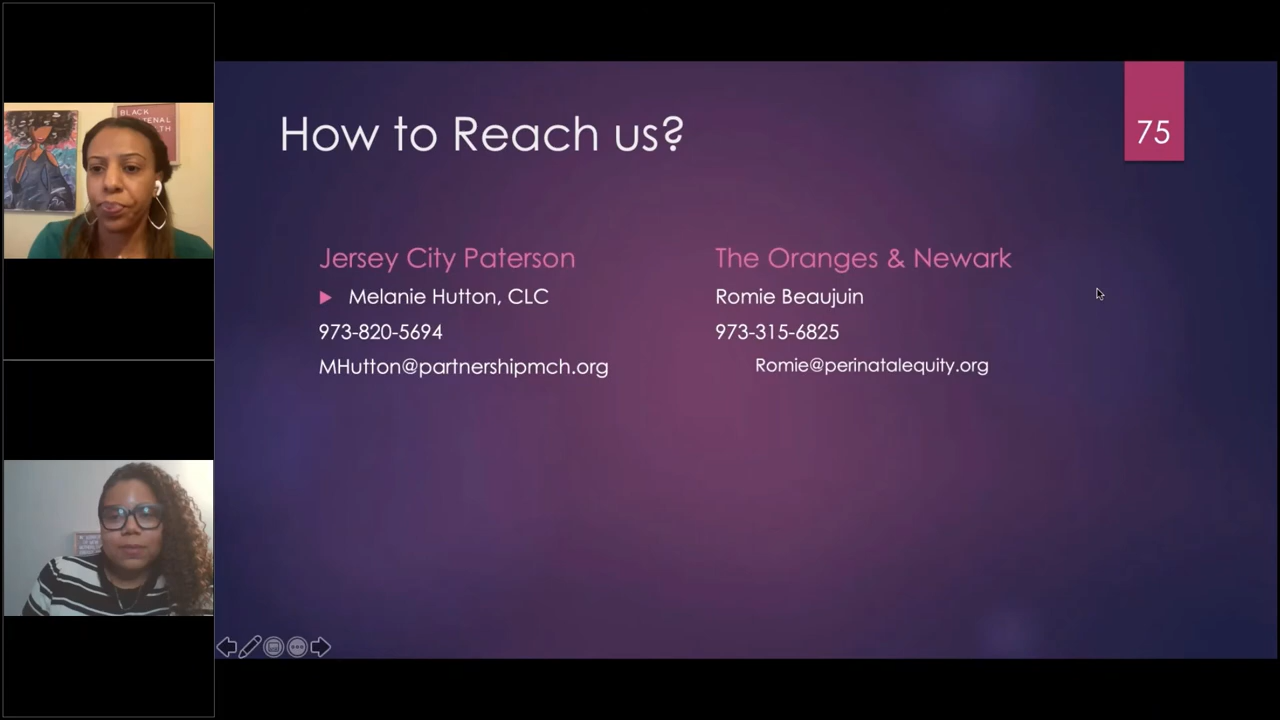 How to Reach us?
75
Jersey City Paterson
Melanie Hutton, CLC
973-820-5694
MHutton@partnershipmch.org
The Oranges & Newark
Romie Beaujuin
973-315-6825
Romie@perinatalequity.org
BLACK